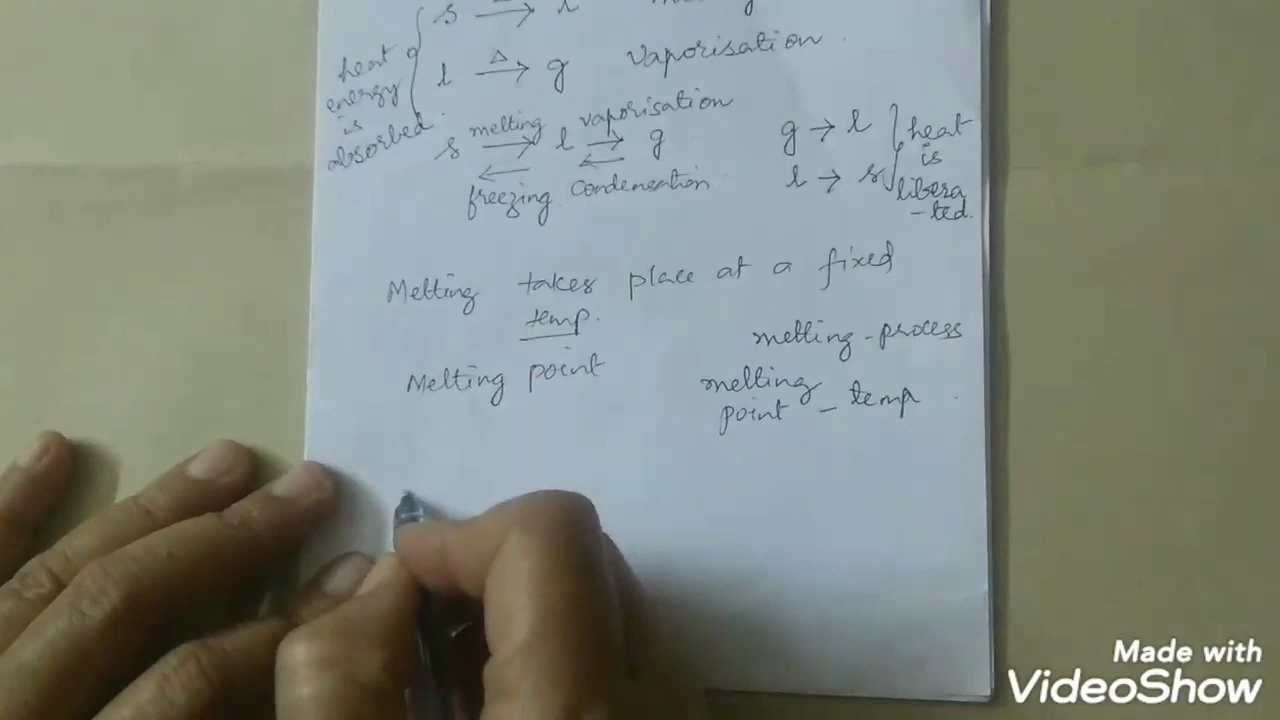 s → l
l →Δ g vaporisation.
heat energy is absorbed.
s melting → l vaporisation → g
← freezing ← condensation
g → l
l → s
heat is libera-ted.
Melting takes place at a fixed
temp.
Melting point
melting - process
melting
point - temp.
Made with
VideoShow